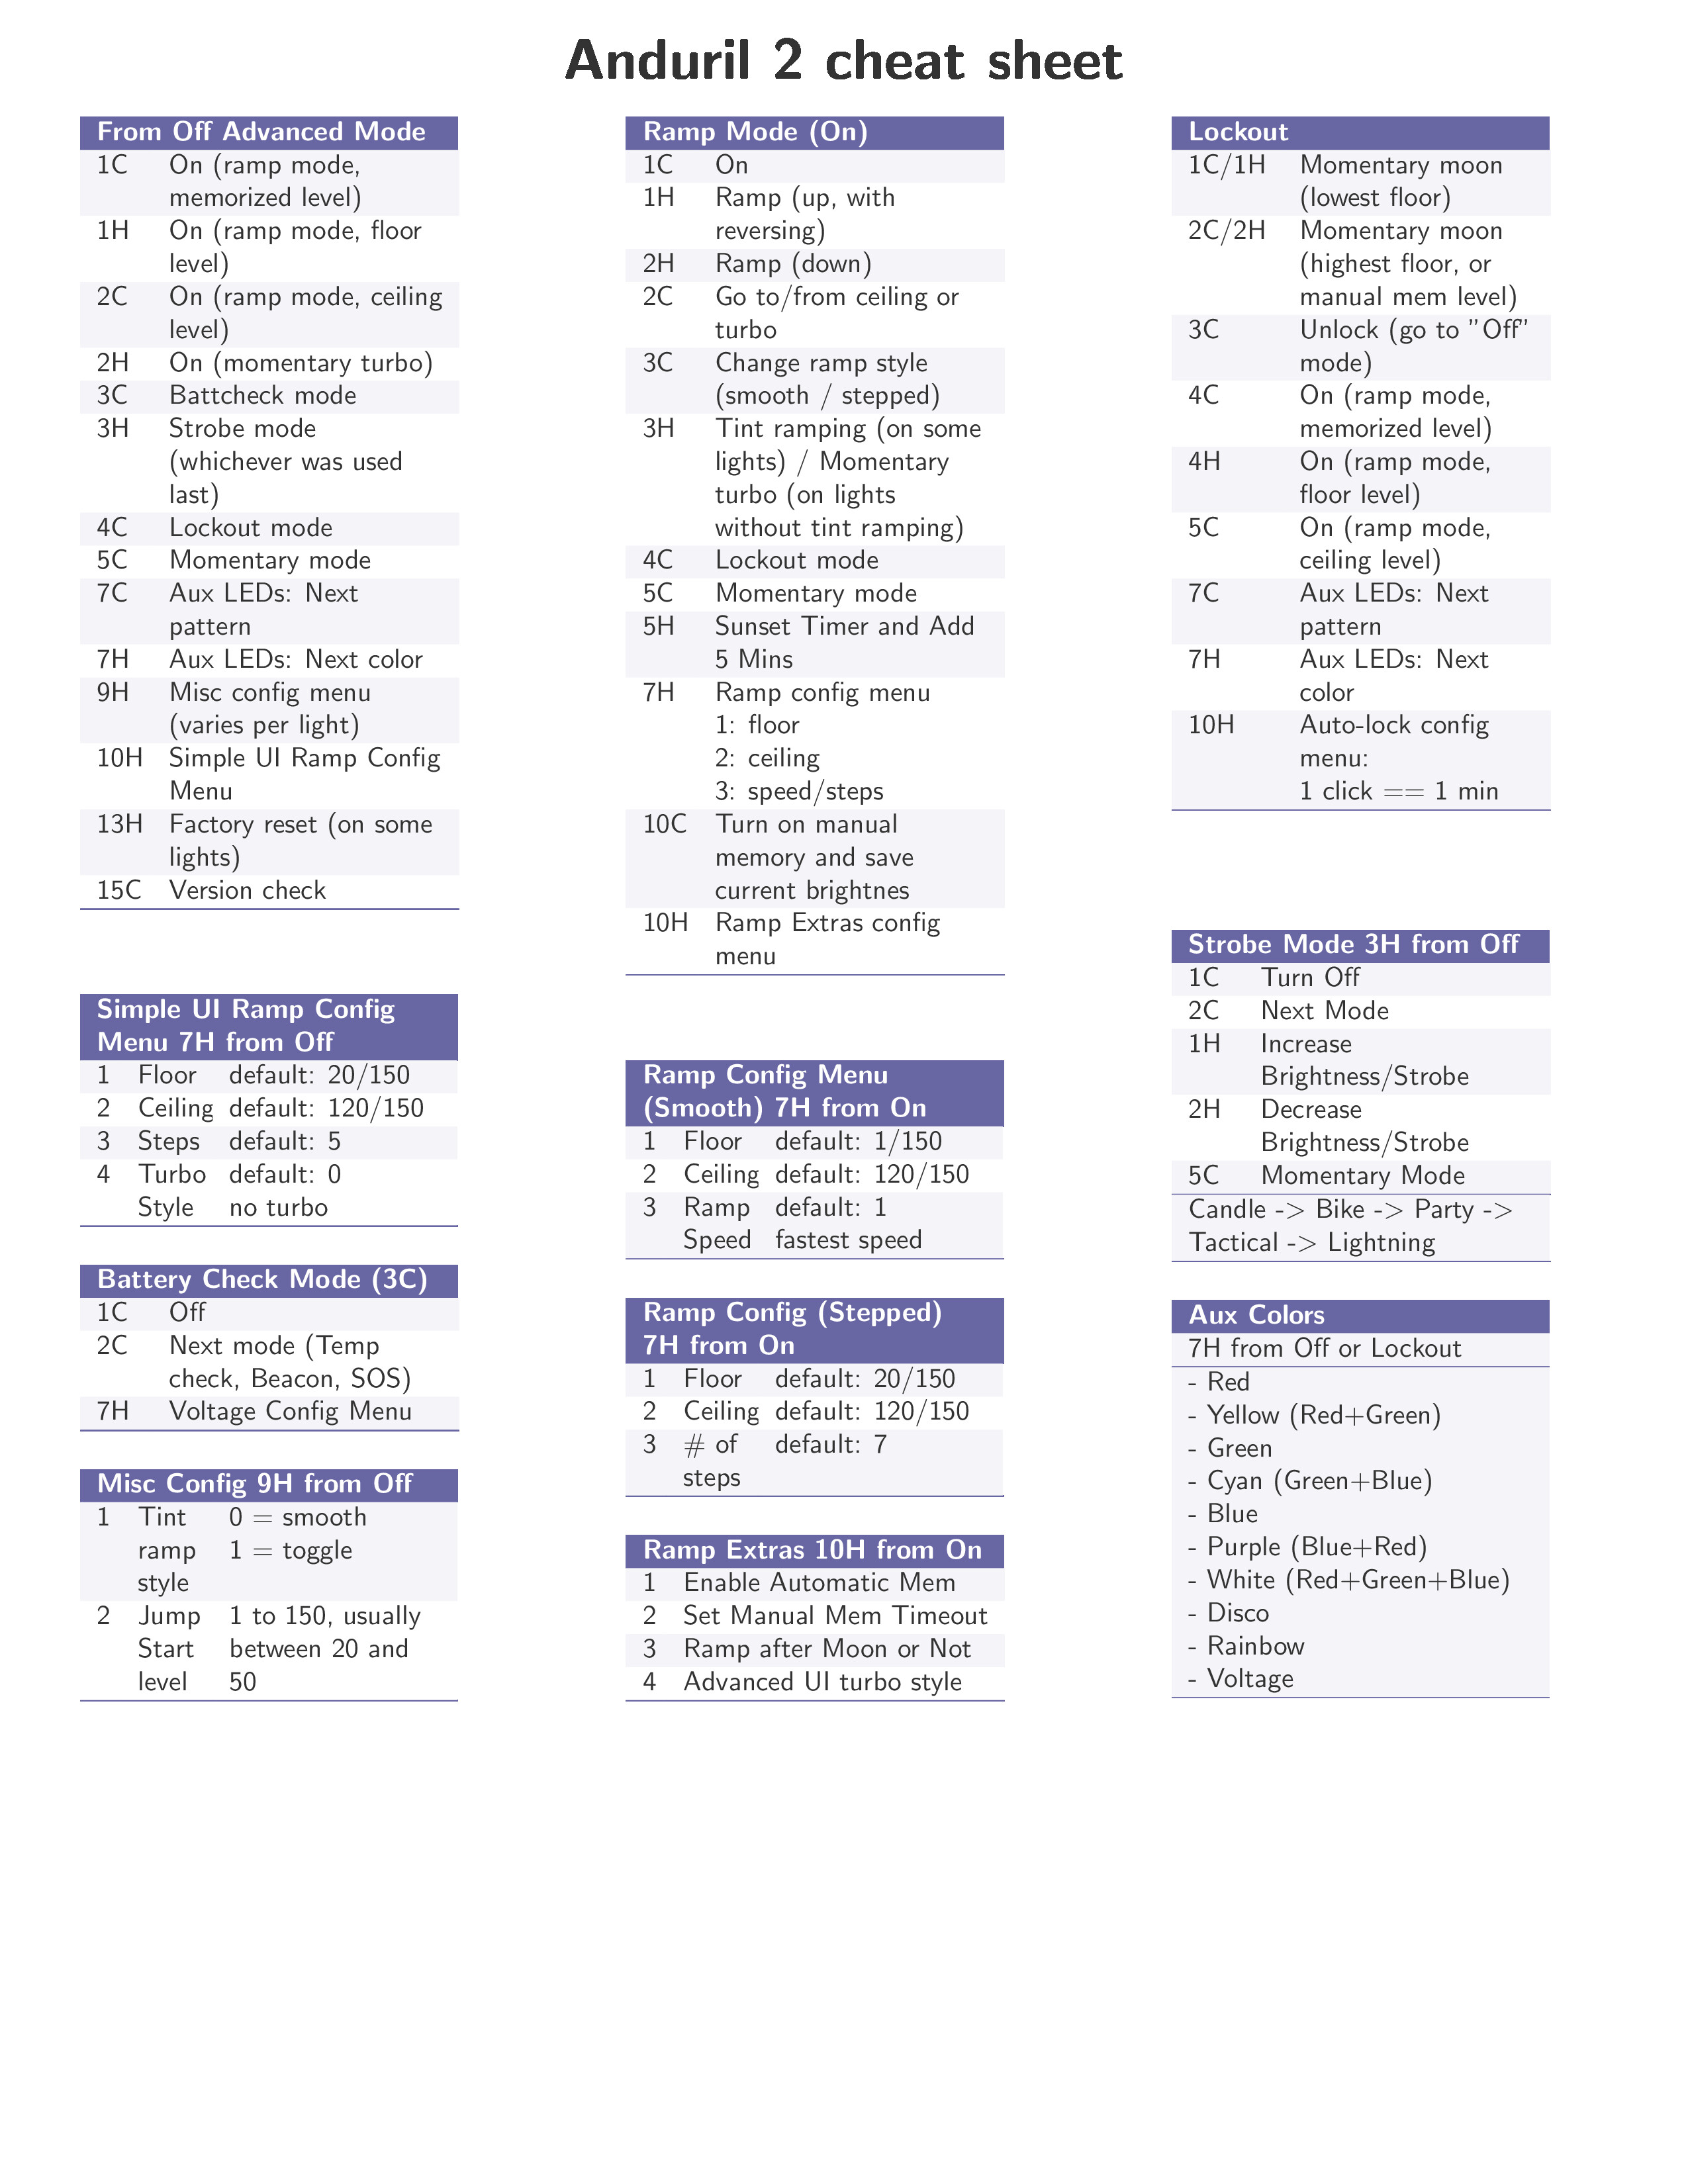 Anduril 2 cheat sheet
From Off Advanced Mode
1C On (ramp mode,
memorized level)
1H On (ramp mode, floor
level)
2C On (ramp mode, ceiling
level)
2H On (momentary turbo)
3C Battcheck mode
3H Strobe mode
(whichever was used
last)
4C Lockout mode
5C Momentary mode
7C Aux LEDs: Next
pattern
7H Aux LEDs: Next color
9H Misc config menu
(varies per light)
10H Simple UI Ramp Config
Menu
13H Factory reset (on some
lights)
15C Version check
Simple UI Ramp Config
Menu 7H from Off
1 Floor default: 20/150
2 Ceiling default: 120/150
3 Steps default: 5
4 Turbo default: 0
Style no turbo
Battery Check Mode (3C)
1C Off
2C Next mode (Temp
check, Beacon, SOS)
7H Voltage Config Menu
Misc Config 9H from Off
1 Tint 0 = smooth
ramp 1 = toggle
style
2 Jump 1 to 150, usually
Start between 20 and
level 50
Ramp Mode (On)
1C On
1H Ramp (up, with
reversing)
2H Ramp (down)
2C Go to/from ceiling or
turbo
3C Change ramp style
(smooth / stepped)
3H Tint ramping (on some
lights) / Momentary
turbo (on lights
without tint ramping)
4C Lockout mode
5C Momentary mode
5H Sunset Timer and Add
5 Mins
7H Ramp config menu
1: floor
2: ceiling
3: speed/steps
10C Turn on manual
memory and save
current brightnes
10H Ramp Extras config
menu
Ramp Config Menu
(Smooth) 7H from On
1 Floor default: 1/150
2 Ceiling default: 120/150
3 Ramp default: 1
Speed fastest speed
Ramp Config (Stepped)
7H from On
1 Floor default: 20/150
2 Ceiling default: 120/150
3 # of default: 7
steps
Ramp Extras 10H from On
1 Enable Automatic Mem
2 Set Manual Mem Timeout
3 Ramp after Moon or Not
4 Advanced UI turbo style
Lockout
1C/1H Momentary moon
(lowest floor)
2C/2H Momentary moon
(highest floor, or
manual mem level)
3C Unlock (go to "Off"
mode)
4C On (ramp mode,
memorized level)
4H On (ramp mode,
floor level)
5C On (ramp mode,
ceiling level)
7C Aux LEDs: Next
pattern
7H Aux LEDs: Next
color
10H Auto-lock config
menu:
1 click == 1 min
Strobe Mode 3H from Off
1C Turn Off
2C Next Mode
1H Increase
Brightness/Strobe
2H Decrease
Brightness/Strobe
5C Momentary Mode
Candle -> Bike -> Party ->
Tactical -> Lightning
Aux Colors
7H from Off or Lockout
- Red
- Yellow (Red+Green)
- Green
- Cyan (Green+Blue)
- Blue
- Purple (Blue+Red)
- White (Red+Green+Blue)
- Disco
- Rainbow
- Voltage